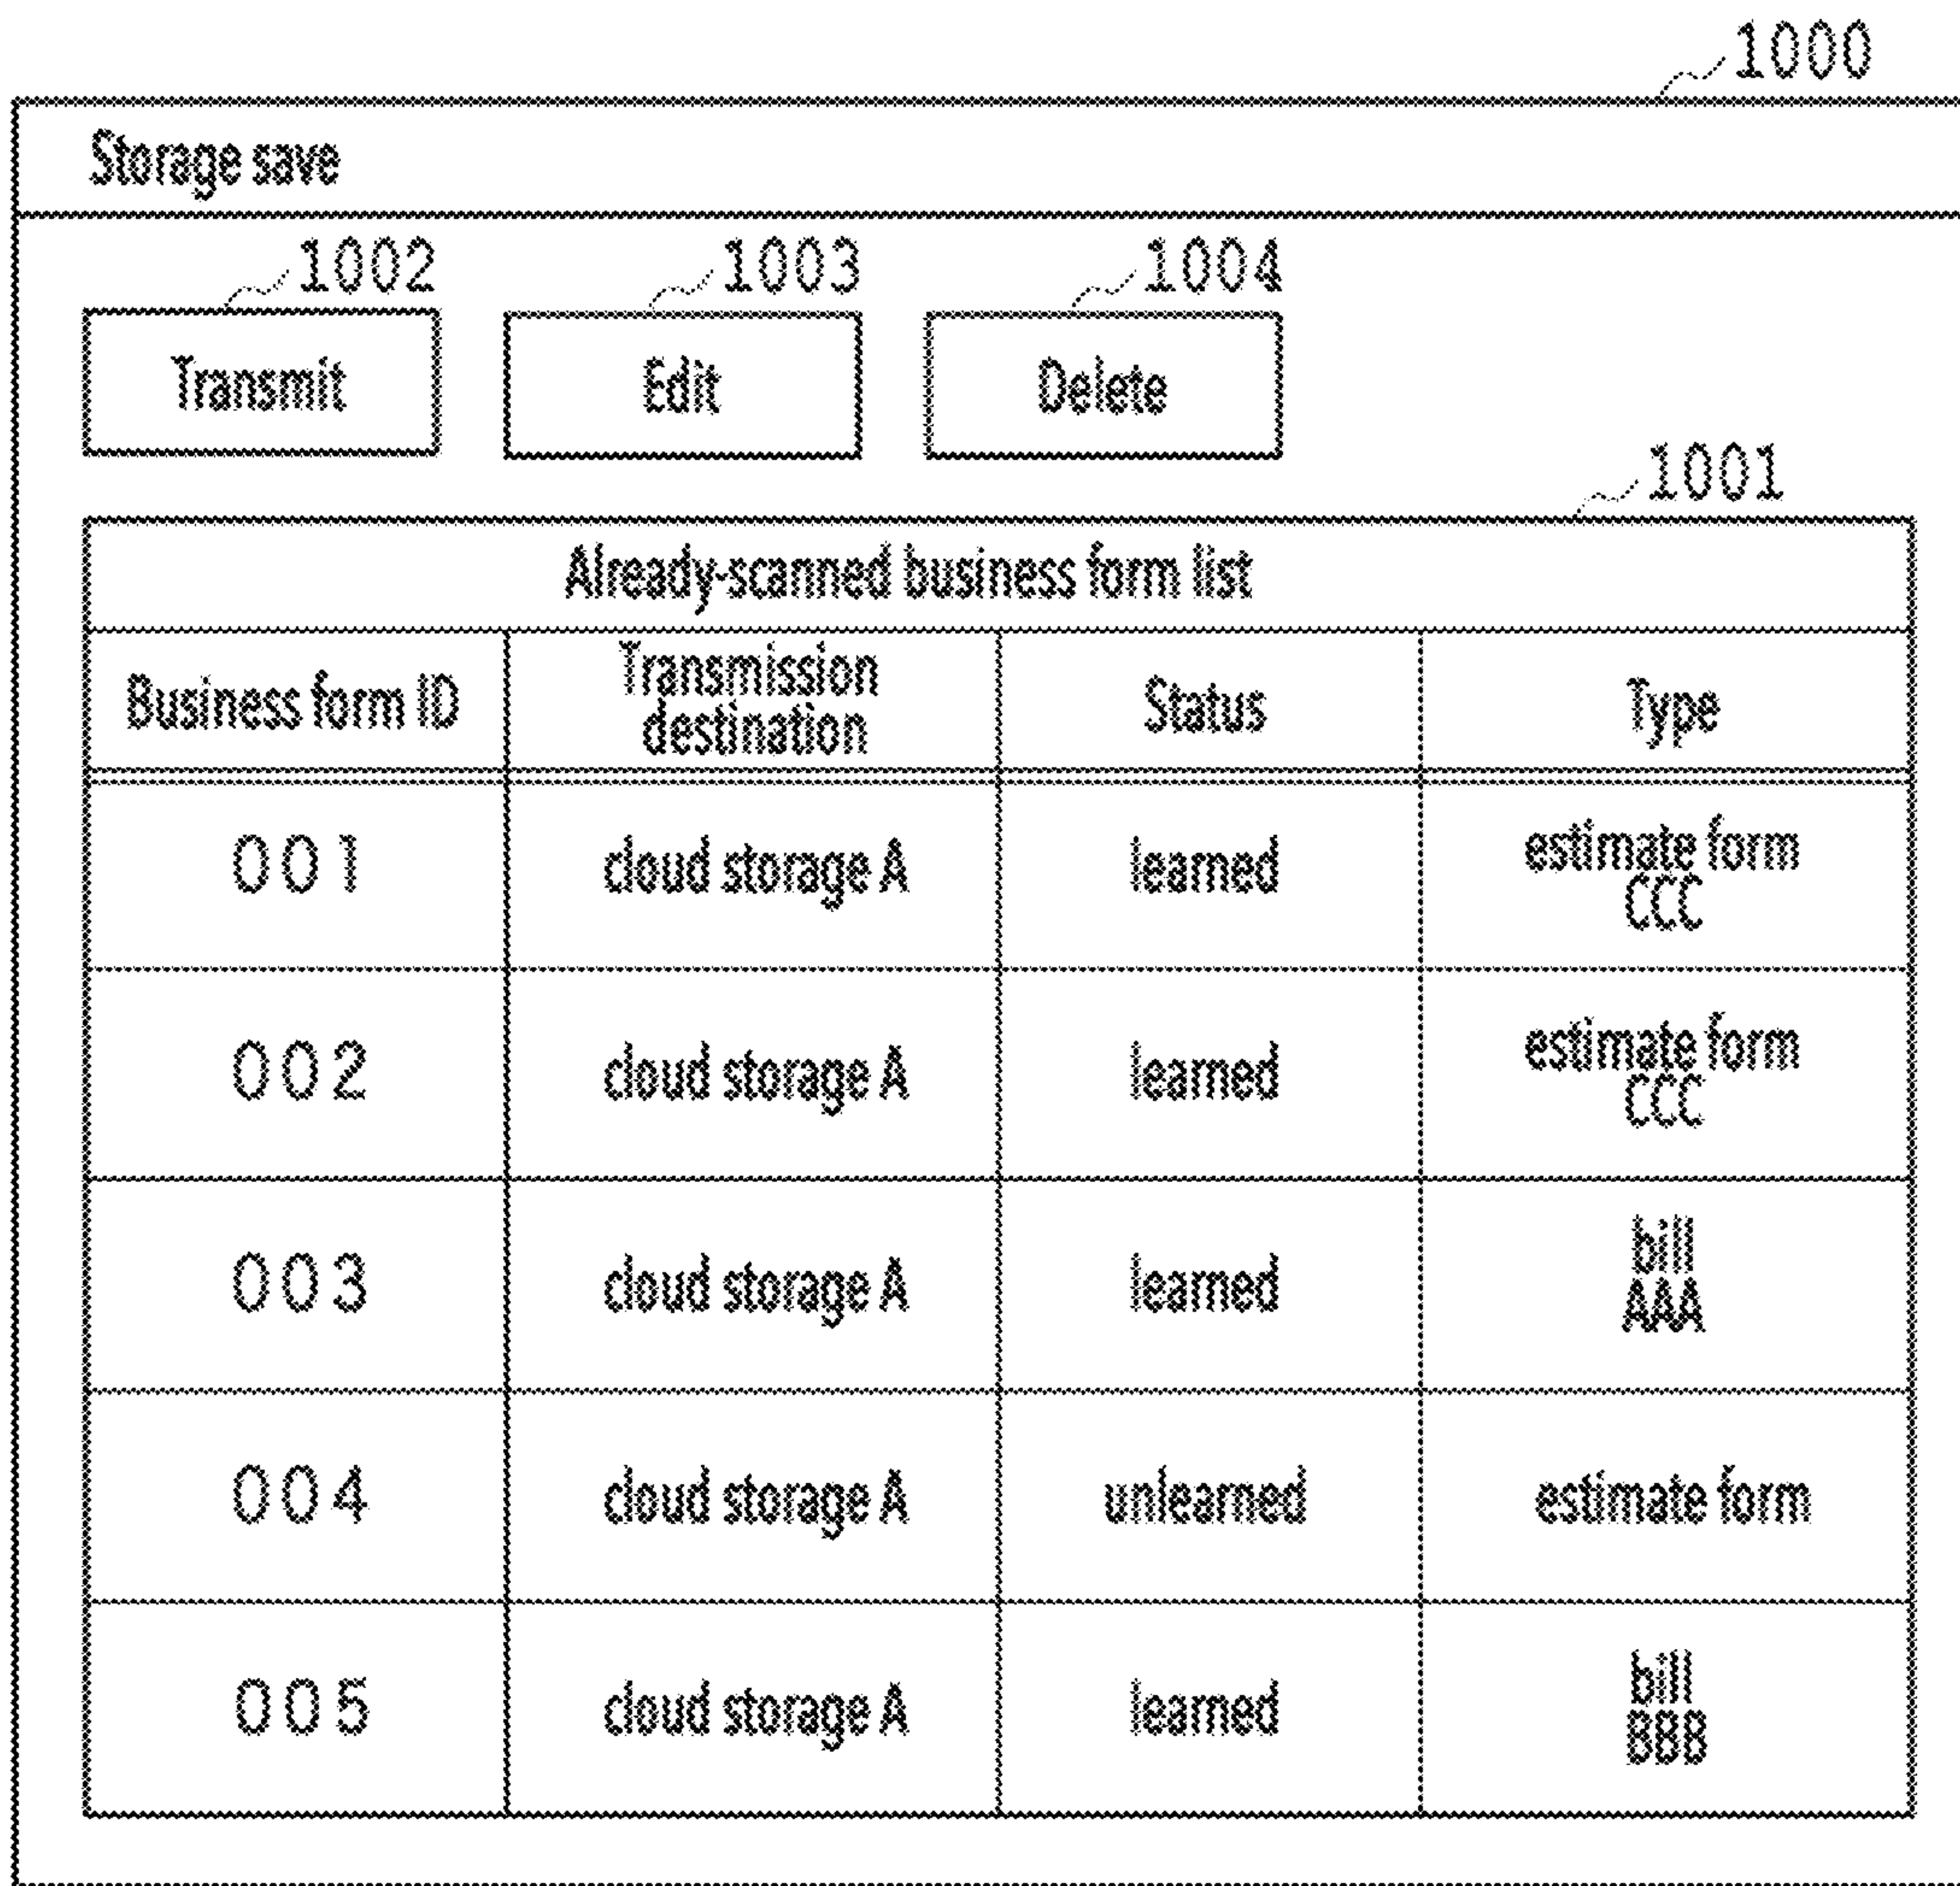 1000
Storage save
1002 1003 1004
Transmit Edit Delete
1001
Already-scanned business form list
Business form ID Transmission destination Status Type
001 cloud storage A learned estimate form CCC
002 cloud storage A learned estimate form CCC
003 cloud storage A learned bill AAA
004 cloud storage A unlearned estimate form
005 cloud storage A learned bill BBB